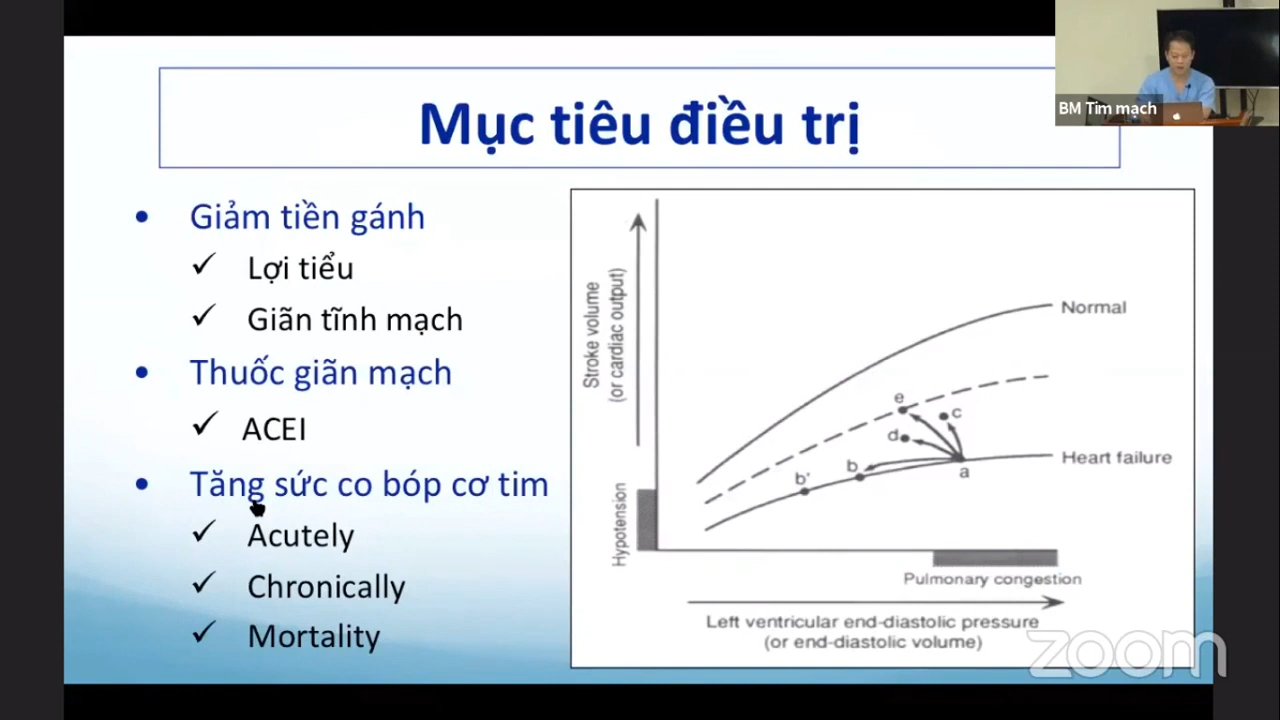 BM Tim mạch
Mục tiêu điều trị
• Giảm tiền gánh
✓ Lợi tiểu
✓ Giãn tĩnh mạch
• Thuốc giãn mạch
✓ ACEI
• Tăng sức co bóp cơ tim
✓ Acutely
✓ Chronically
✓ Mortality
Stroke volume
(or cardiac output)
Hypotension
Normal
Heart failure
e
c
d
b
a
b'
Pulmonary congestion
Left ventricular end-diastolic pressure
(or end-diastolic volume)
zoom